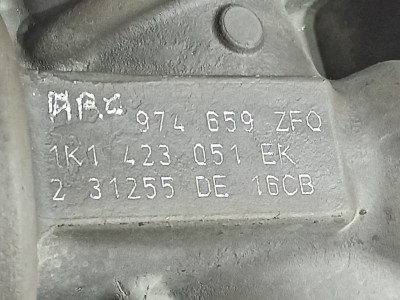 974 659 ZFQ
1K1 423 051 EK
2 31255 DE 16CB